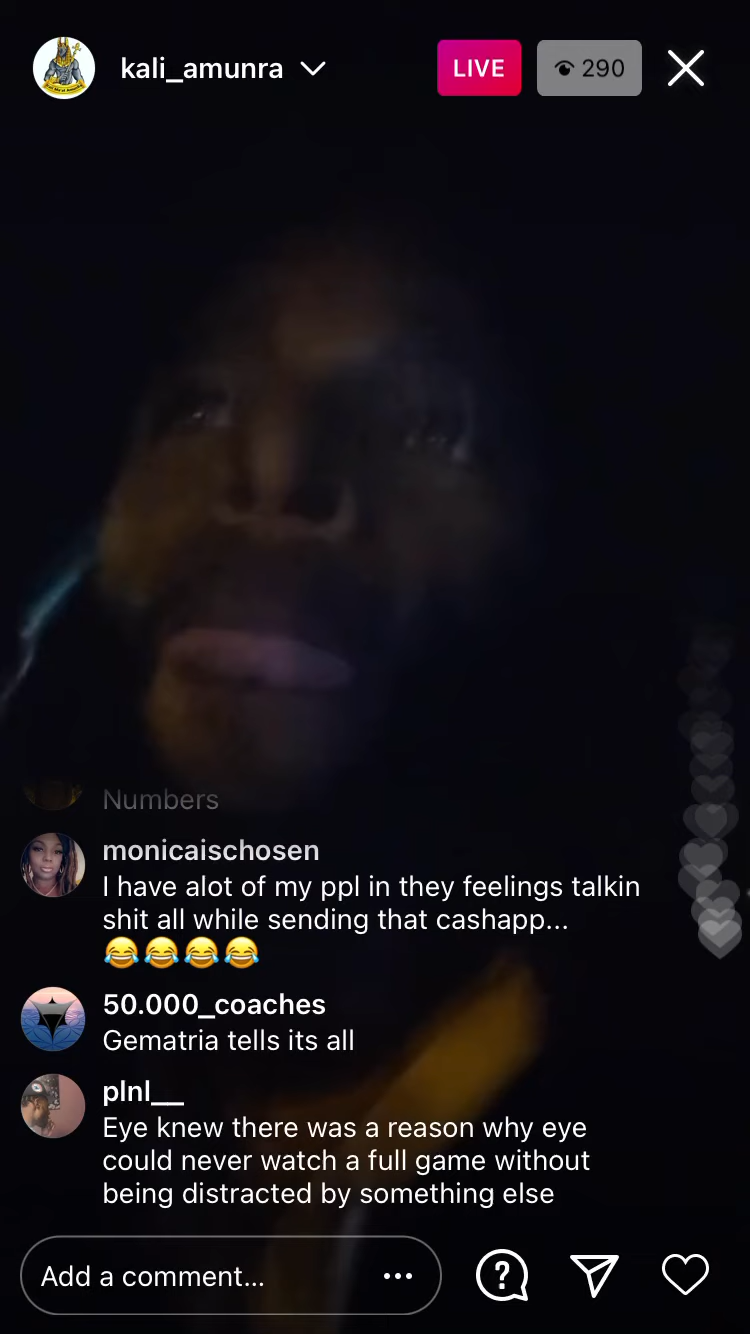 kali_amunra
LIVE
290
Numbers
monicaischosen
I have alot of my ppl in they feelings talkin
shit all while sending that cashapp...
😂😂😂😂
50.000_coaches
Gematria tells its all
plnl__
Eye knew there was a reason why eye
could never watch a full game without
being distracted by something else
Add a comment...